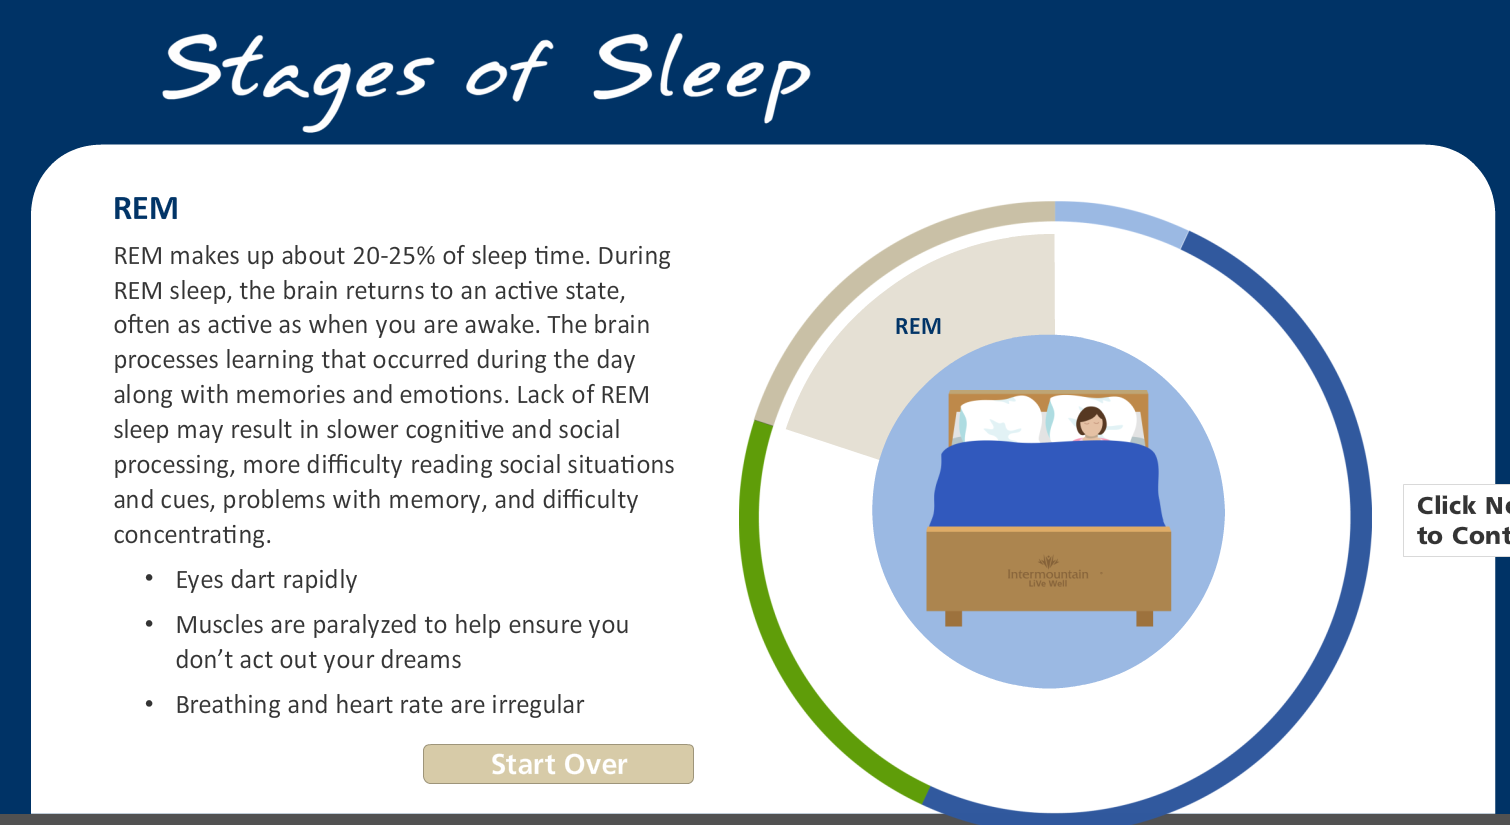 Stages of Sleep
REM
REM makes up about 20-25% of sleep time. During
REM sleep, the brain returns to an active state,
often as active as when you are awake. The brain
processes learning that occurred during the day
along with memories and emotions. Lack of REM
sleep may result in slower cognitive and social
processing, more difficulty reading social situations
and cues, problems with memory, and difficulty
concentrating.
• Eyes dart rapidly
• Muscles are paralyzed to help ensure you
don’t act out your dreams
• Breathing and heart rate are irregular
Start Over
REM
Intermountain
LiVe Well
Click
to